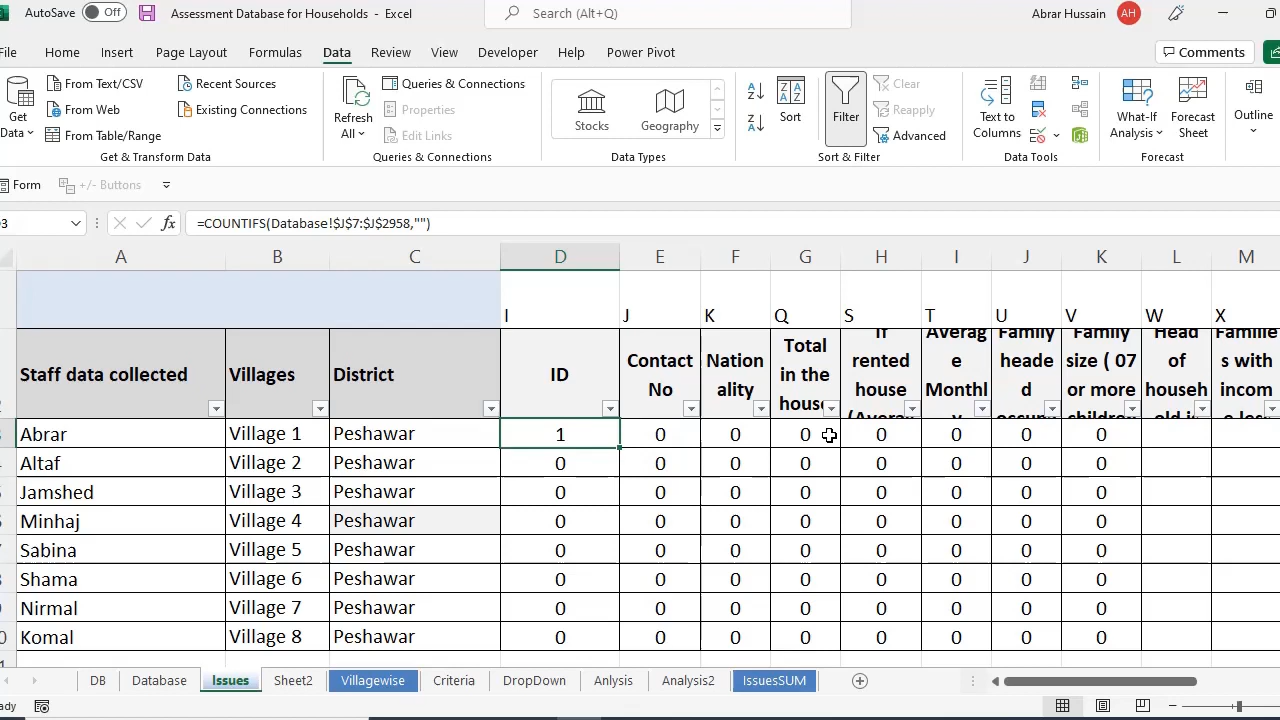 AutoSave Off Assessment Database for Households - Excel Search (Alt+Q) Abrar Hussain AH
File Home Insert Page Layout Formulas Data Review View Developer Help Power Pivot Comments
Get Data
From Text/CSV
From Web
From Table/Range
Recent Sources
Existing Connections
Get & Transform Data
Refresh All
Queries & Connections
Properties
Edit Links
Queries & Connections
Stocks Geography
Data Types
Sort
Filter
Clear
Reapply
Advanced
Sort & Filter
Text to Columns
Data Tools
What-If Analysis
Forecast Sheet
Forecast
Outline
Form +/- Buttons
fx =COUNTIFS(Database!$J$7:$J$2958,"")
A B C D E F G H I J K L M
I J K Q S T U V W X
Staff data collected Villages District ID
Contact No
Nationality
Total in the house
rented house
Averag e Monthl
Family heade d
Family size ( 07 or more
Head of househ old
Familie s with incom
Abrar Village 1 Peshawar 1 0 0 0 0 0 0 0
Altaf Village 2 Peshawar 0 0 0 0 0 0 0 0
Jamshed Village 3 Peshawar 0 0 0 0 0 0 0 0
Minhaj Village 4 Peshawar 0 0 0 0 0 0 0 0
Sabina Village 5 Peshawar 0 0 0 0 0 0 0 0
Shama Village 6 Peshawar 0 0 0 0 0 0 0 0
Nirmal Village 7 Peshawar 0 0 0 0 0 0 0 0
Komal Village 8 Peshawar 0 0 0 0 0 0 0 0
DB Database Issues Sheet2 Villagewise Criteria DropDown Anlysis Analysis2 IssuesSUM